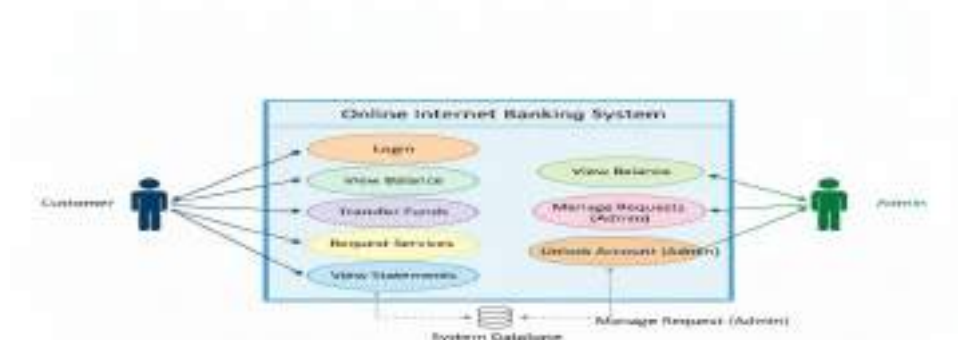 Online Internet Banking System
Login
View Balance
Transfer Funds
Request Services
View Statements
View Balance
Manage Requests
(Admin)
Unlock Account (Admin)
Customer
Admin
Manage Request (Admin)
System Database